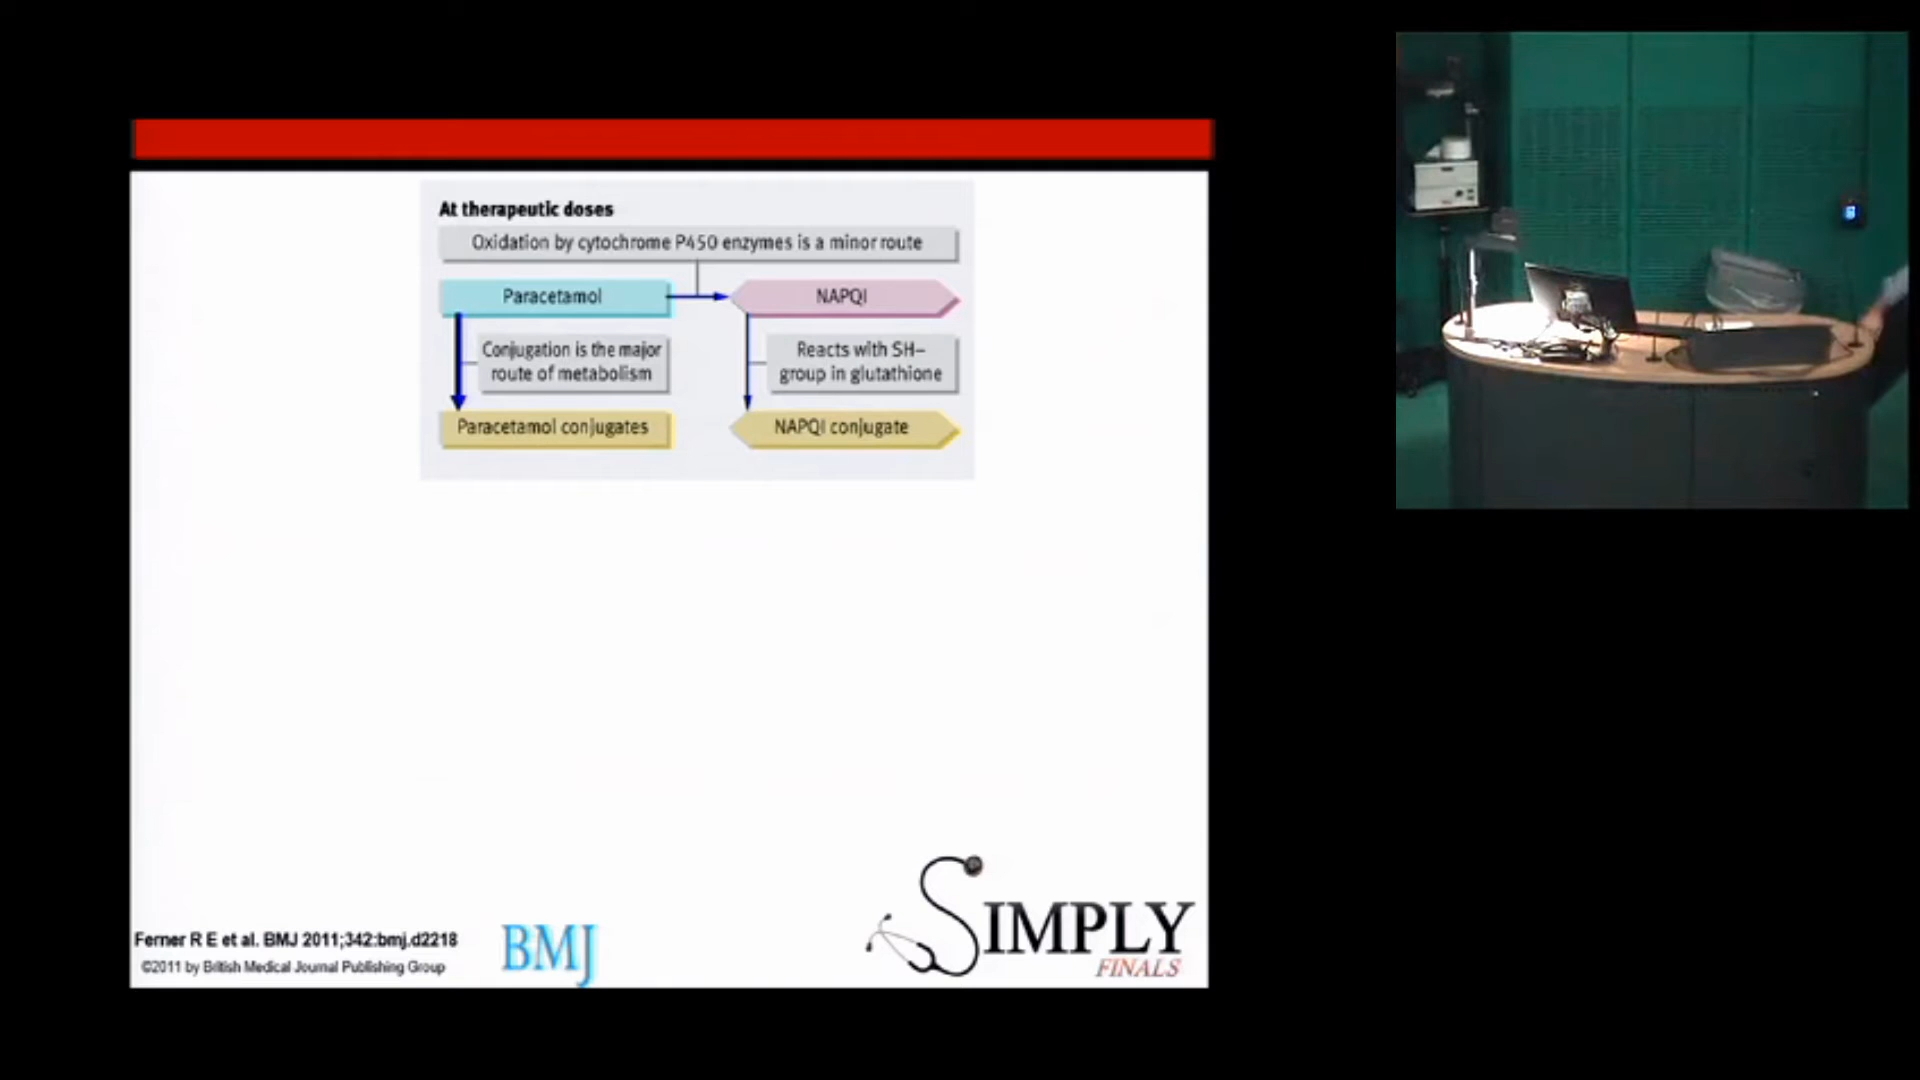 At therapeutic doses
Oxidation by cytochrome P450 enzymes is a minor route
Paracetamol
NAPQI
Conjugation is the major
route of metabolism
Reacts with SH–
group in glutathione
Paracetamol conjugates
NAPQI conjugate
Ferner R E et al. BMJ 2011;342:bmj.d2218
©2011 by British Medical Journal Publishing Group
BMJ
SIMPLY
FINALS